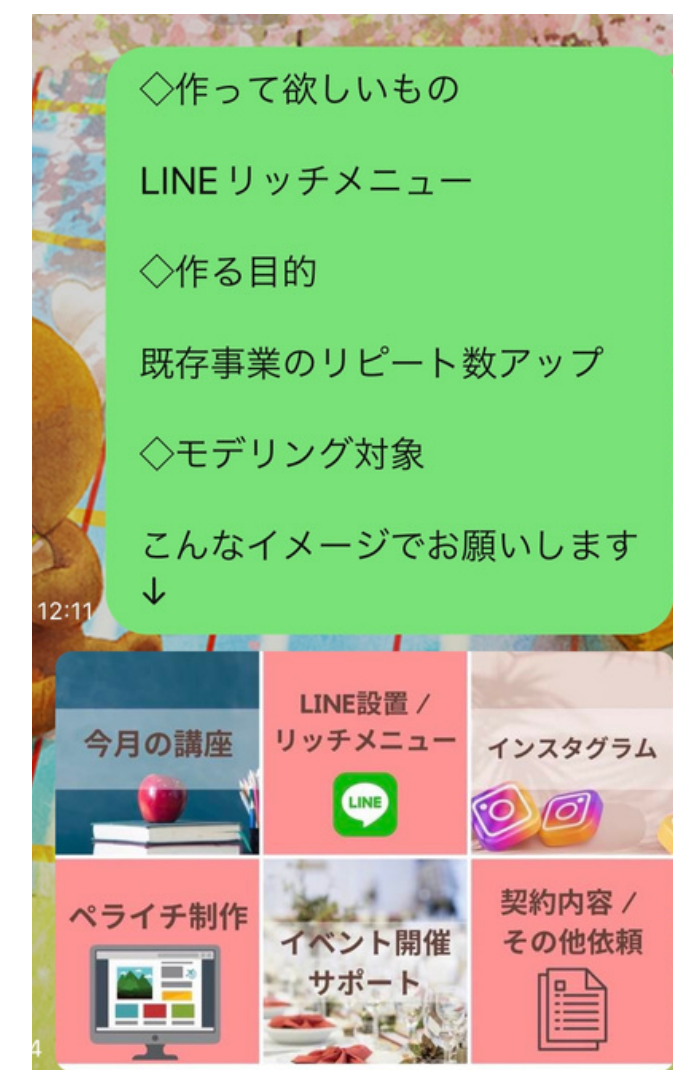 ◇作って欲しいもの
LINEリッチメニュー
◇作る目的
既存事業のリピート数アップ
◇モデリング対象
こんなイメージでお願いします
↓
12:11
今月の講座
LINE設置 /
リッチメニュー
LINE
インスタグラム
ペライチ制作
イベント開催
サポート
契約内容 /
その他依頼
4